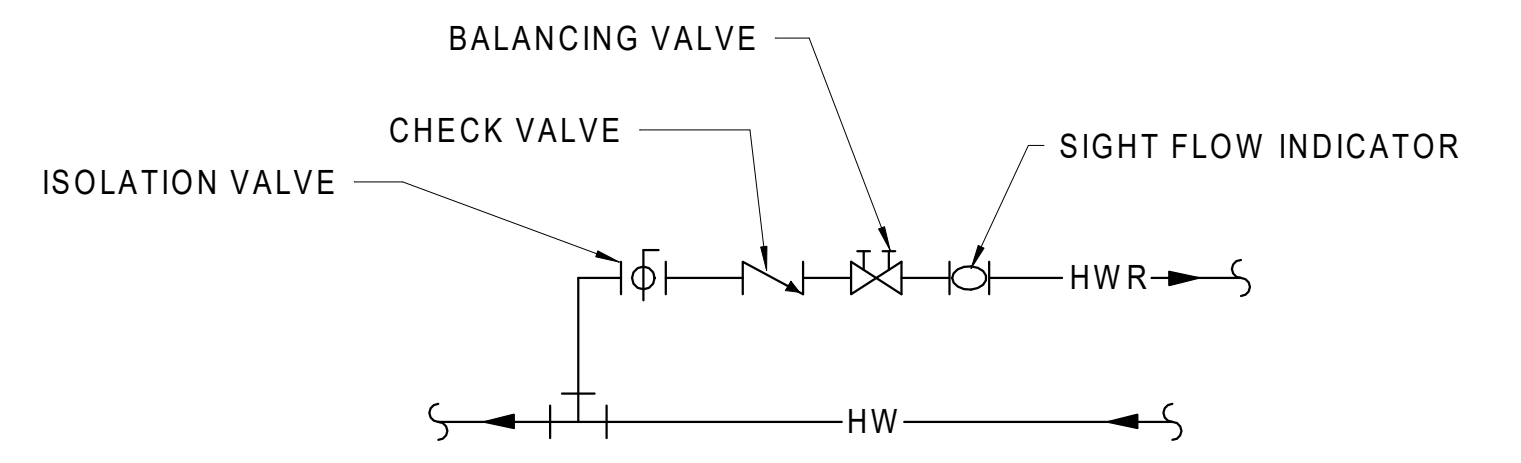 BALANCING VALVE
CHECK VALVE
SIGHT FLOW INDICATOR
ISOLATION VALVE
HWR
HW